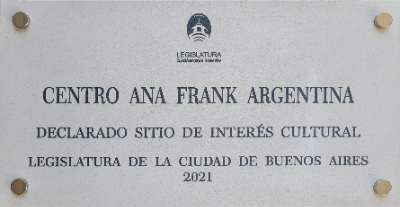 LEGISLATURA
CENTRO ANA FRANK ARGENTINA
DECLARADO SITIO DE INTERÉS CULTURAL
LEGISLATURA DE LA CIUDAD DE BUENOS AIRES
2021